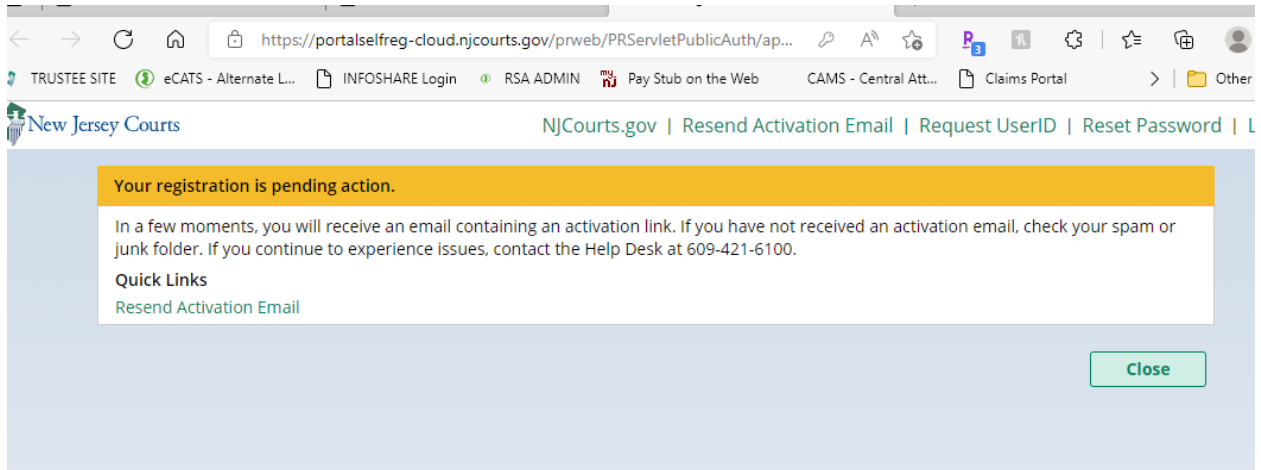 https://portalselfreg-cloud.njcourts.gov/prweb/PRServletPublicAuth/ap...
TRUSTEE SITE eCATS - Alternate L... INFOSHARE Login RSA ADMIN Pay Stub on the Web CAMS - Central Att... Claims Portal Other
New Jersey Courts NJCourts.gov | Resend Activation Email | Request UserID | Reset Password | L
Your registration is pending action.
In a few moments, you will receive an email containing an activation link. If you have not received an activation email, check your spam or
junk folder. If you continue to experience issues, contact the Help Desk at 609-421-6100.
Quick Links
Resend Activation Email
Close